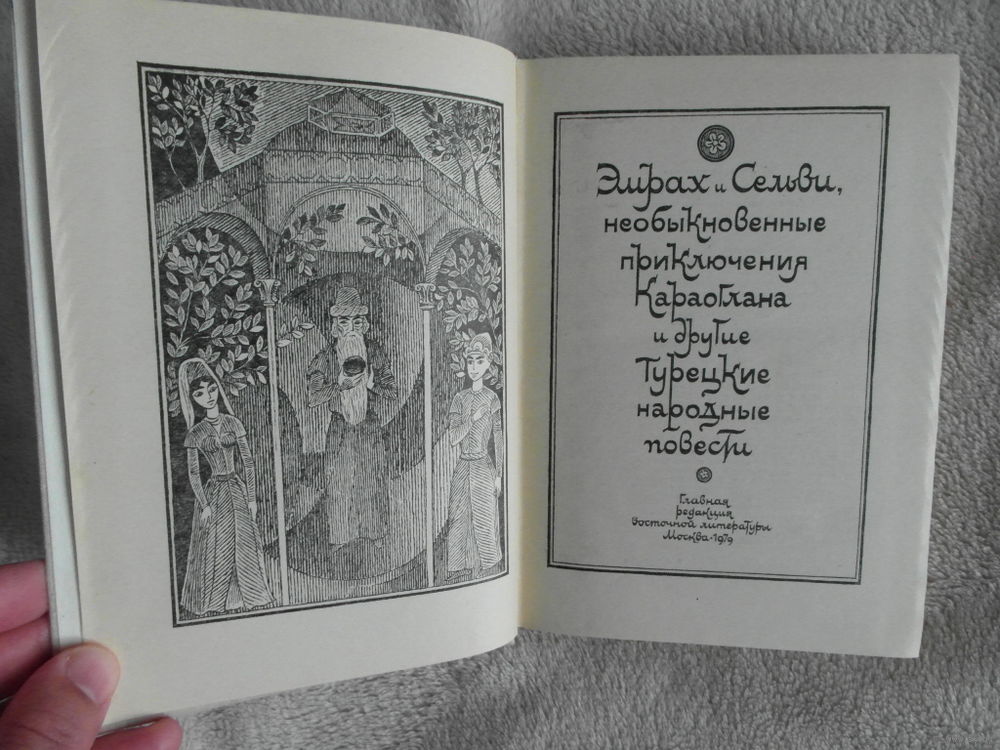 Эмрах и Сельви,
необыкновенные
приключения
Караоглана
и другие
турецкие
народные
повести
Главная
редакция
восточной литературы
Москва·1979